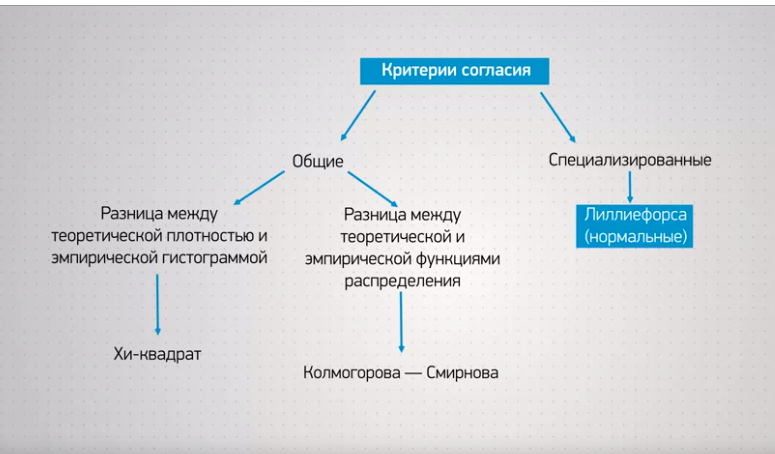 Критерии согласия
Общие
Специализированные
Разница между
теоретической плотностью и
эмпирической гистограммой
Разница между
теоретической и
эмпирической функциями
распределения
Лиллиефорса
(нормальные)
Хи-квадрат
Колмогорова — Смирнова